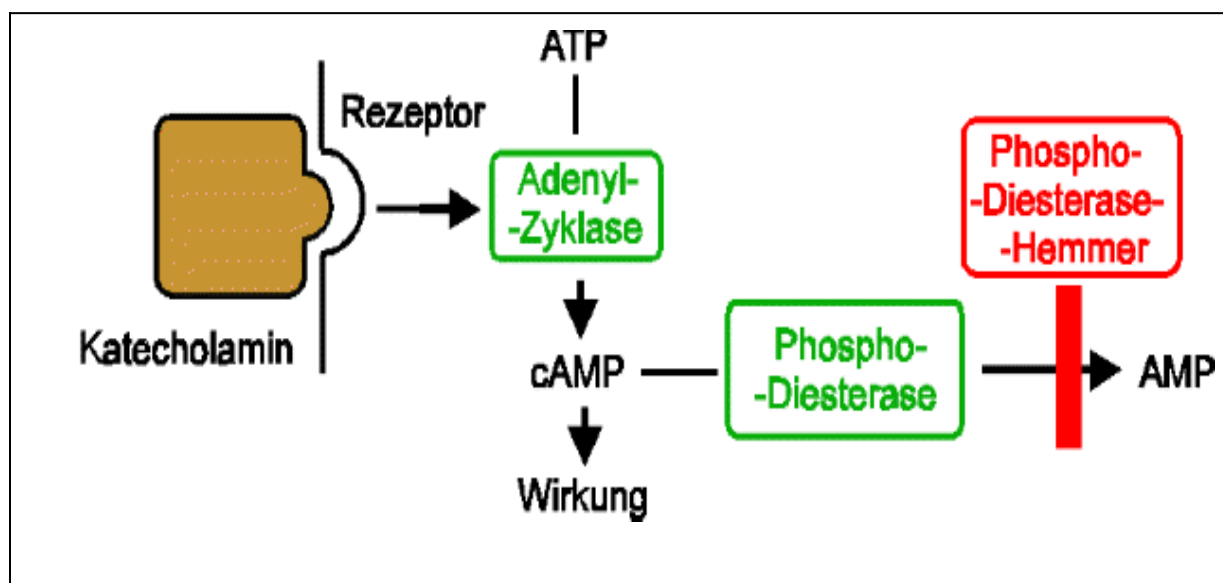 ATP
Rezeptor
Adenyl-
-Zyklase
Phospho-
-Diesterase-
-Hemmer
Katecholamin
cAMP
Phospho-
-Diesterase
AMP
Wirkung